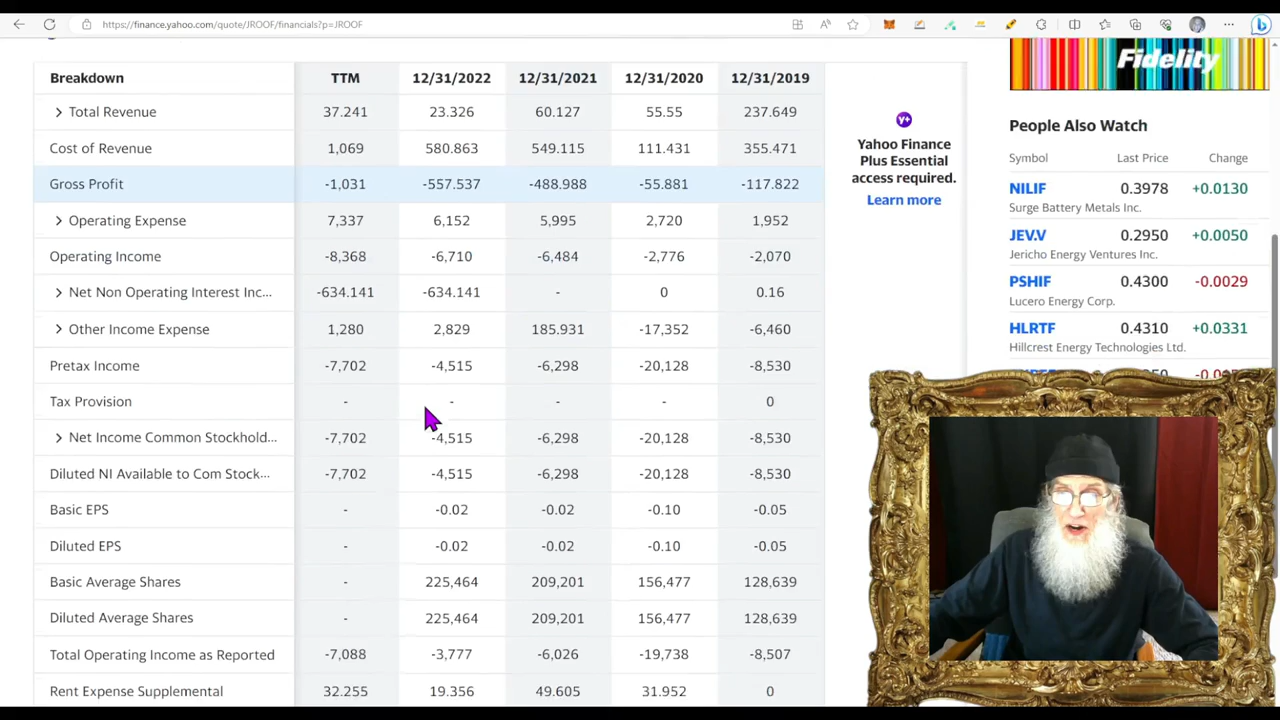 https://finance.yahoo.com/quote/JROOF/financials?p=JROOF
Breakdown TTM 12/31/2022 12/31/2021 12/31/2020 12/31/2019
Total Revenue 37.241 23.326 60.127 55.55 237.649
Cost of Revenue 1,069 580.863 549.115 111.431 355.471
Gross Profit -1,031 -557.537 -488.988 -55.881 -117.822
Operating Expense 7,337 6,152 5,995 2,720 1,952
Operating Income -8,368 -6,710 -6,484 -2,776 -2,070
Net Non Operating Interest Inc... -634.141 -634.141 - 0 0.16
Other Income Expense 1,280 2,829 185.931 -17,352 -6,460
Pretax Income -7,702 -4,515 -6,298 -20,128 -8,530
Tax Provision - - - - 0
Net Income Common Stockhold... -7,702 -4,515 -6,298 -20,128 -8,530
Diluted NI Available to Com Stock... -7,702 -4,515 -6,298 -20,128 -8,530
Basic EPS - -0.02 -0.02 -0.10 -0.05
Diluted EPS - -0.02 -0.02 -0.10 -0.05
Basic Average Shares - 225,464 209,201 156,477 128,639
Diluted Average Shares - 225,464 209,201 156,477 128,639
Total Operating Income as Reported -7,088 -3,777 -6,026 -19,738 -8,507
Rent Expense Supplemental 32.255 19.356 49.605 31.952 0
Yahoo Finance
Plus Essential
access required.
Learn more
Fidelity
People Also Watch
Symbol Last Price Change
NILIF 0.3978 +0.0130
Surge Battery Metals Inc.
JEV.V 0.2950 +0.0050
Jericho Energy Ventures Inc.
PSHIF 0.4300 -0.0029
Lucero Energy Corp.
HLRTF 0.4310 +0.0331
Hillcrest Energy Technologies Ltd.